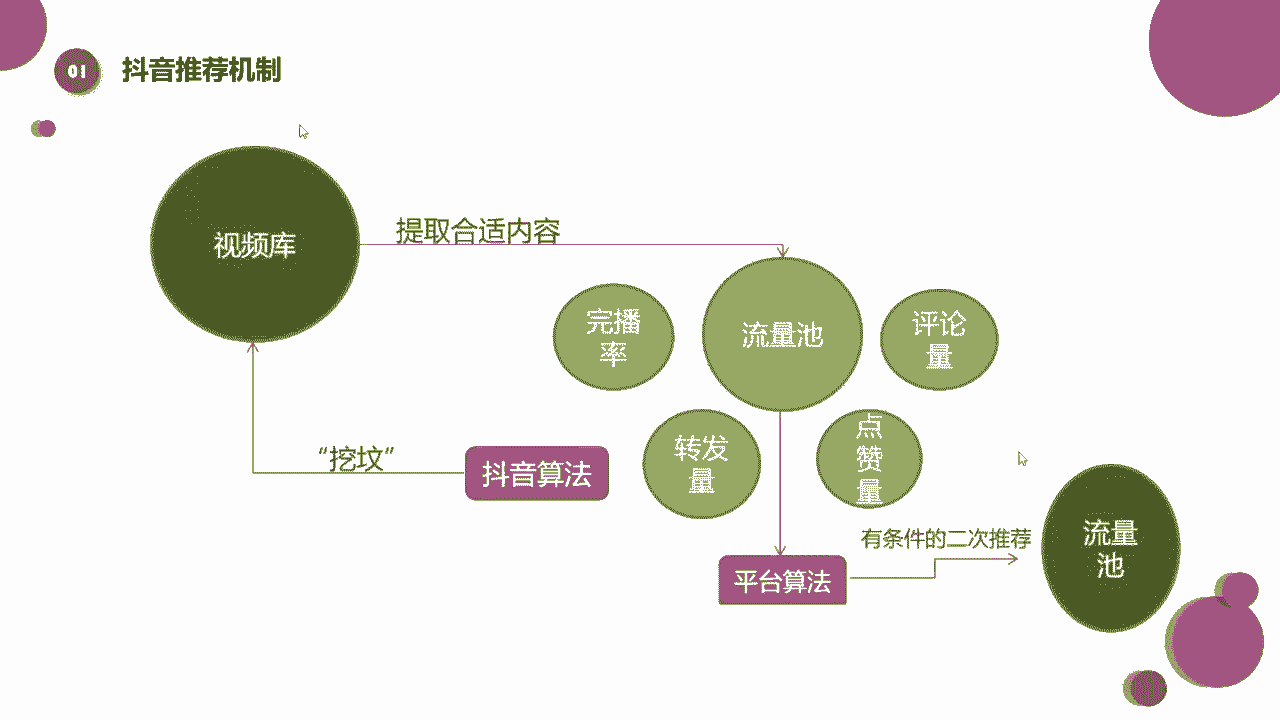 01
抖音推荐机制
视频库
提取合适内容
完播
率
流量池
评论
量
“挖坟”
抖音算法
转发
量
点
赞
量
有条件的二次推荐
流量
池
平台算法